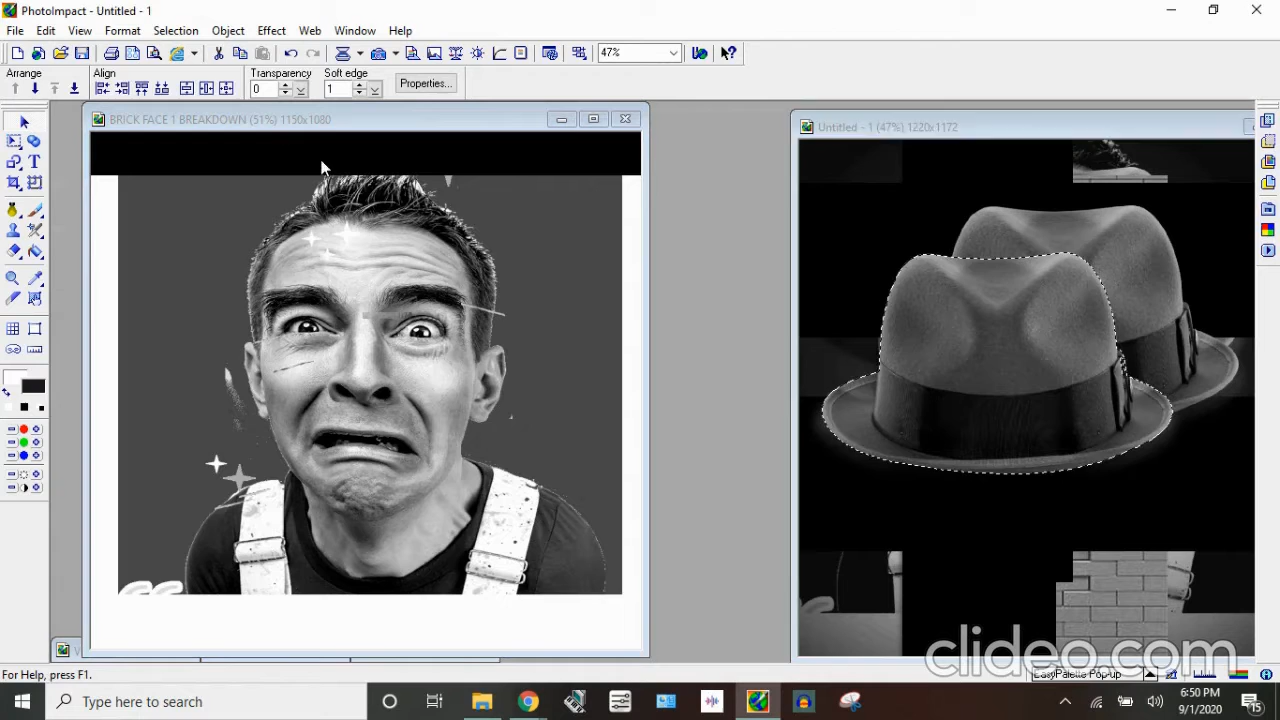 PhotoImpact - Untitled - 1
File Edit View Format Selection Object Effect Web Window Help
47%
Arrange Align Transparency Soft edge
0 1 Properties...
BRICK FACE 1 BREAKDOWN (51%) 1150x1080
Untitled - 1 (47%) 1220x1172
clideo.com
For Help, press F1.
EasyPalette Pop-up
Type here to search
6:50 PM
9/1/2020
15